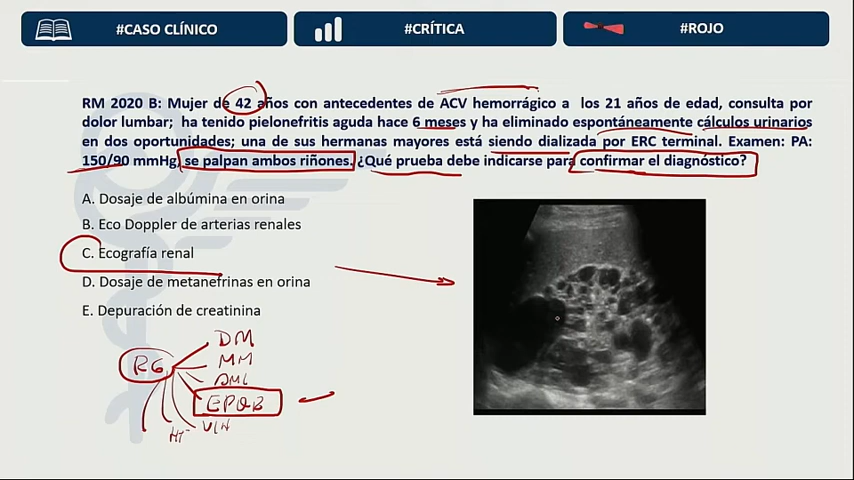 #CASO CLÍNICO
#CRÍTICA
#ROJO
RM 2020 B: Mujer de 42 años con antecedentes de ACV hemorrágico a los 21 años de edad, consulta por
dolor lumbar; ha tenido pielonefritis aguda hace 6 meses y ha eliminado espontáneamente cálculos urinarios
en dos oportunidades; una de sus hermanas mayores está siendo dializada por ERC terminal. Examen: PA:
150/90 mmHg, se palpan ambos riñones. ¿Qué prueba debe indicarse para confirmar el diagnóstico?
A. Dosaje de albúmina en orina
B. Eco Doppler de arterias renales
C. Ecografía renal
D. Dosaje de metanefrinas en orina
E. Depuración de creatinina
DM
RG MM